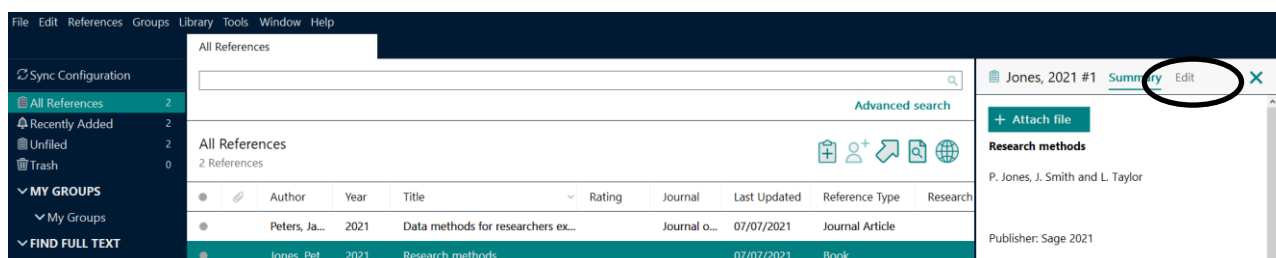 File Edit References Groups Library Tools Window Help
All References
Sync Configuration
All References 2
Recently Added 2
Unfiled 2
Trash 0
MY GROUPS
My Groups
FIND FULL TEXT
Advanced search
All References
2 References
Author Year Title Rating Journal Last Updated Reference Type Research
Peters, Ja... 2021 Data methods for researchers ex... Journal o... 07/07/2021 Journal Article
Jones, Pet 2021 Research methods 07/07/2021 Book
Jones, 2021 #1 Summary Edit
+ Attach file
Research methods
P. Jones, J. Smith and L. Taylor
Publisher: Sage 2021